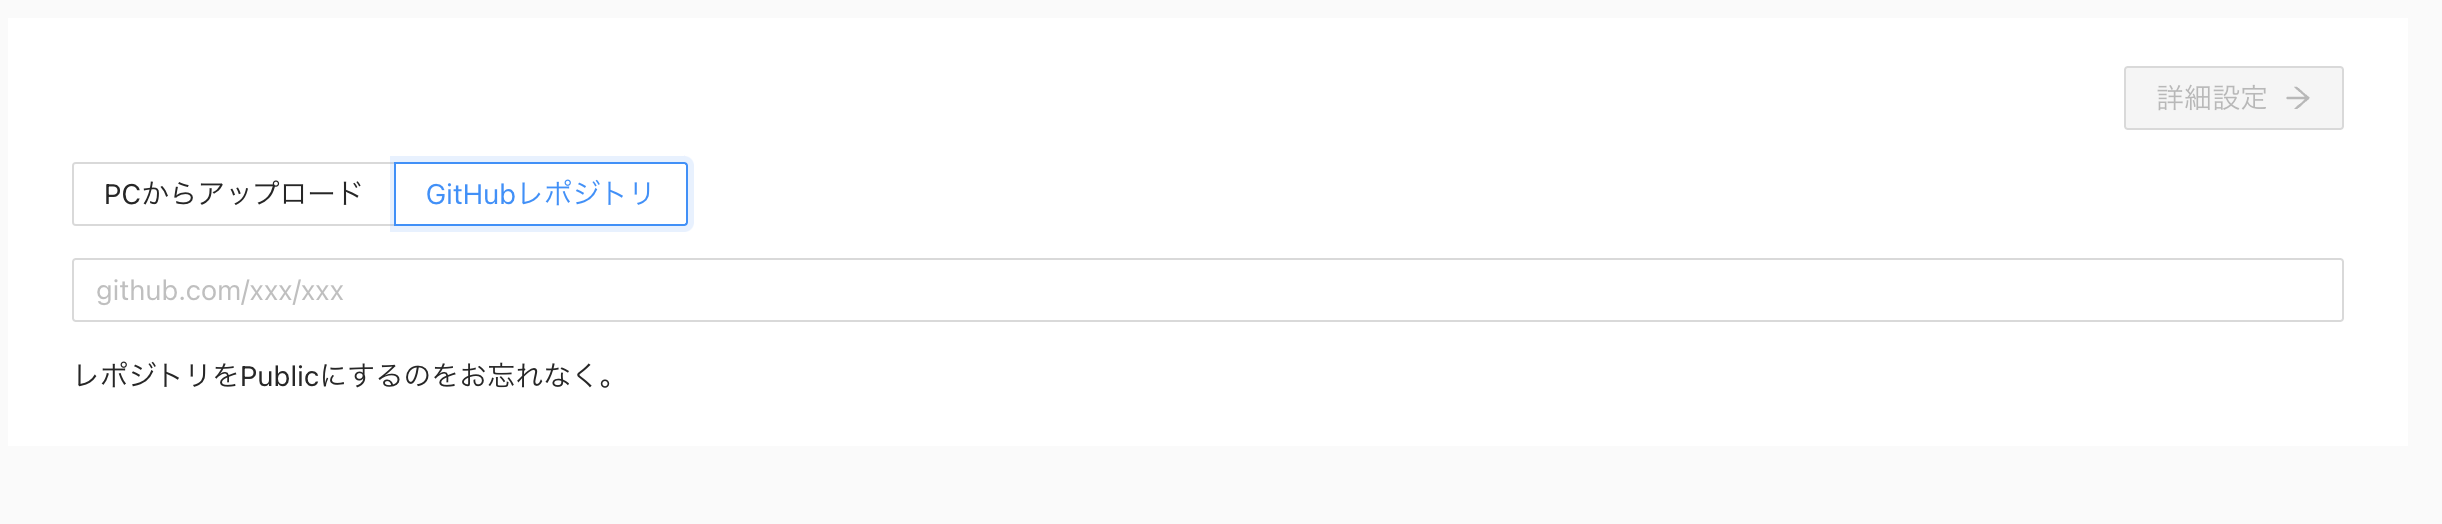 詳細設定 →
PCからアップロード GitHubレポジトリ
github.com/xxx/xxx
レポジトリをPublicにするのをお忘れなく。